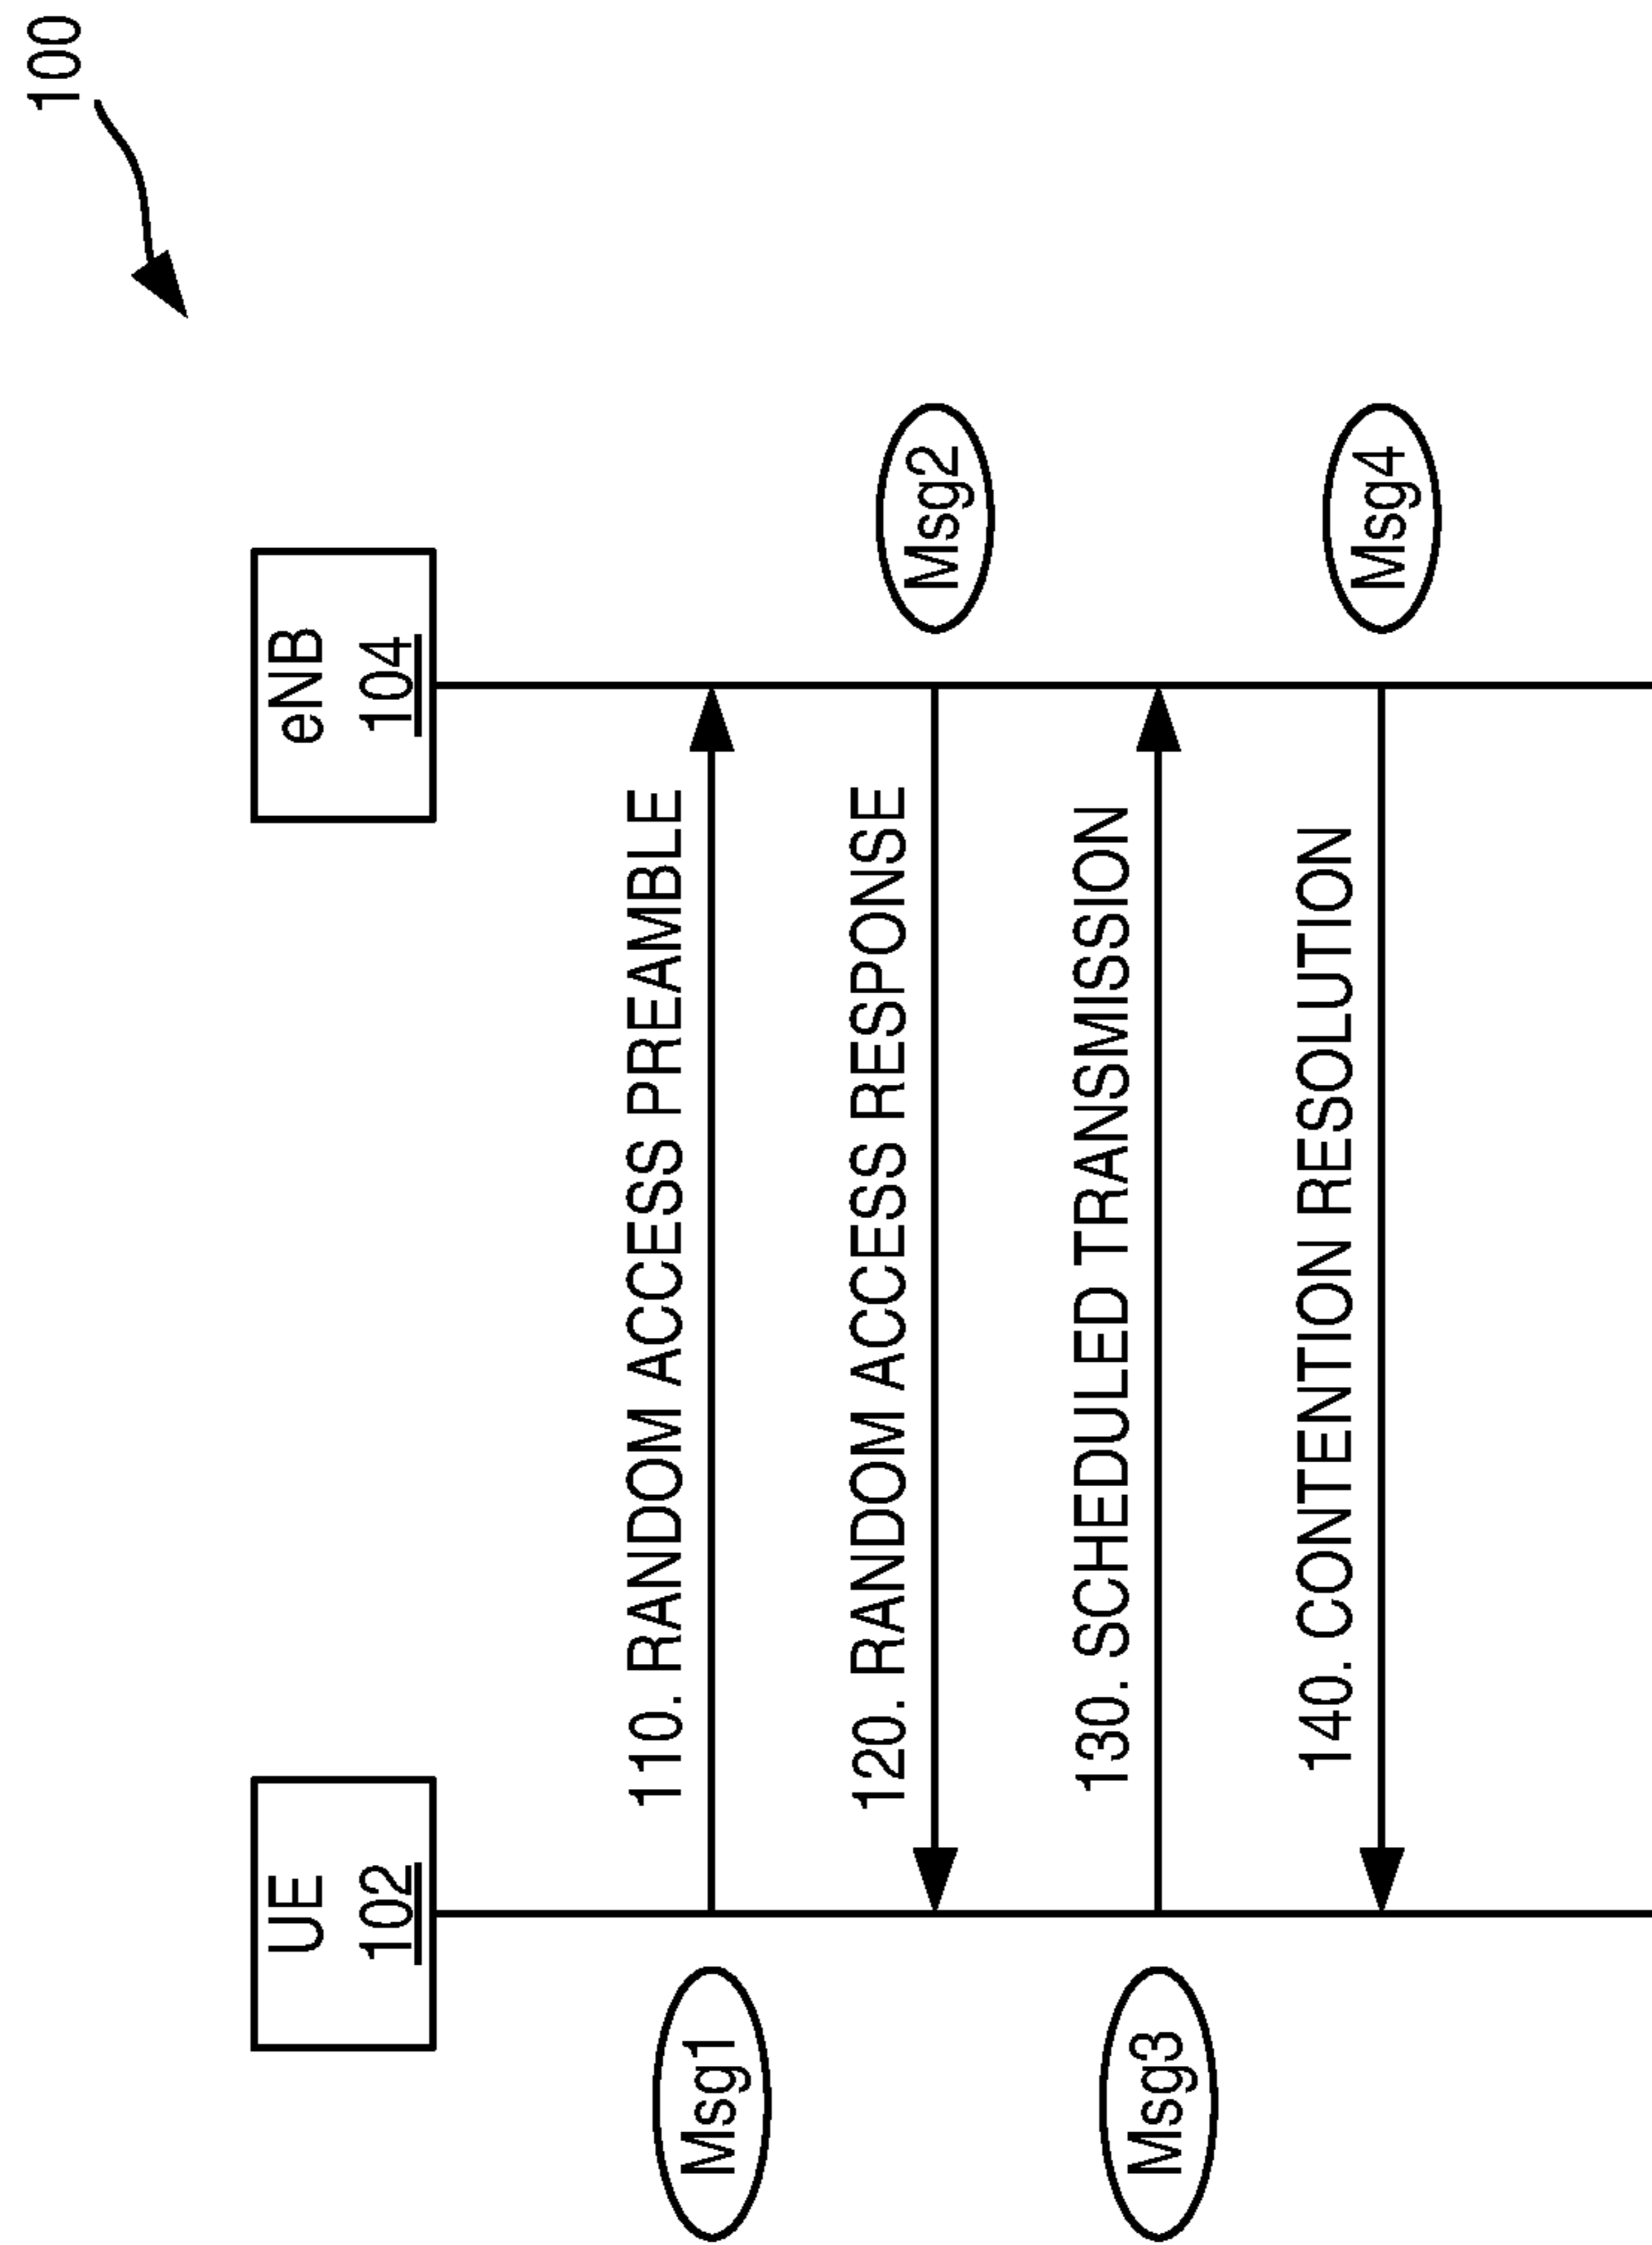 100
UE
102
eNB
104
Msg1
110. RANDOM ACCESS PREAMBLE
120. RANDOM ACCESS RESPONSE
Msg2
Msg3
130. SCHEDULED TRANSMISSION
140. CONTENTION RESOLUTION
Msg4